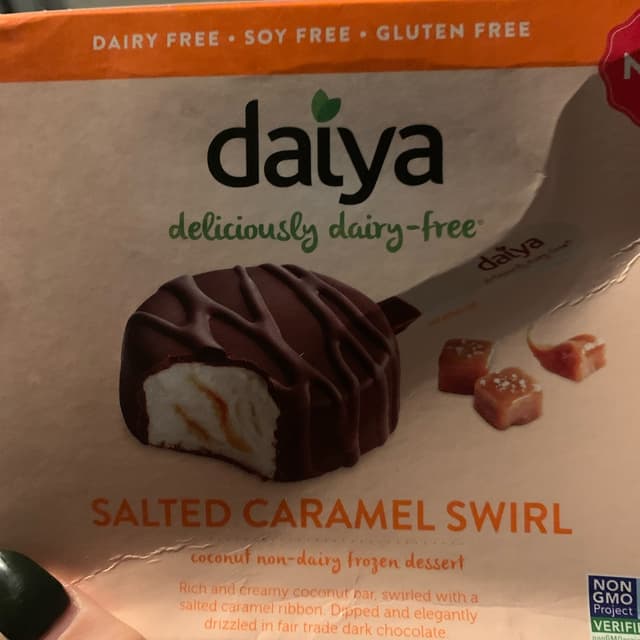 DAIRY FREE • SOY FREE • GLUTEN FREE
N
daiya
deliciously dairy-free
daiya
SALTED CARAMEL SWIRL
coconut non-dairy frozen dessert
Rich and creamy coconut bar, swirled with a
salted caramel ribbon. Dipped and elegantly
drizzled in fair trade dark chocolate.
NON
GMO
Project
VERIFI